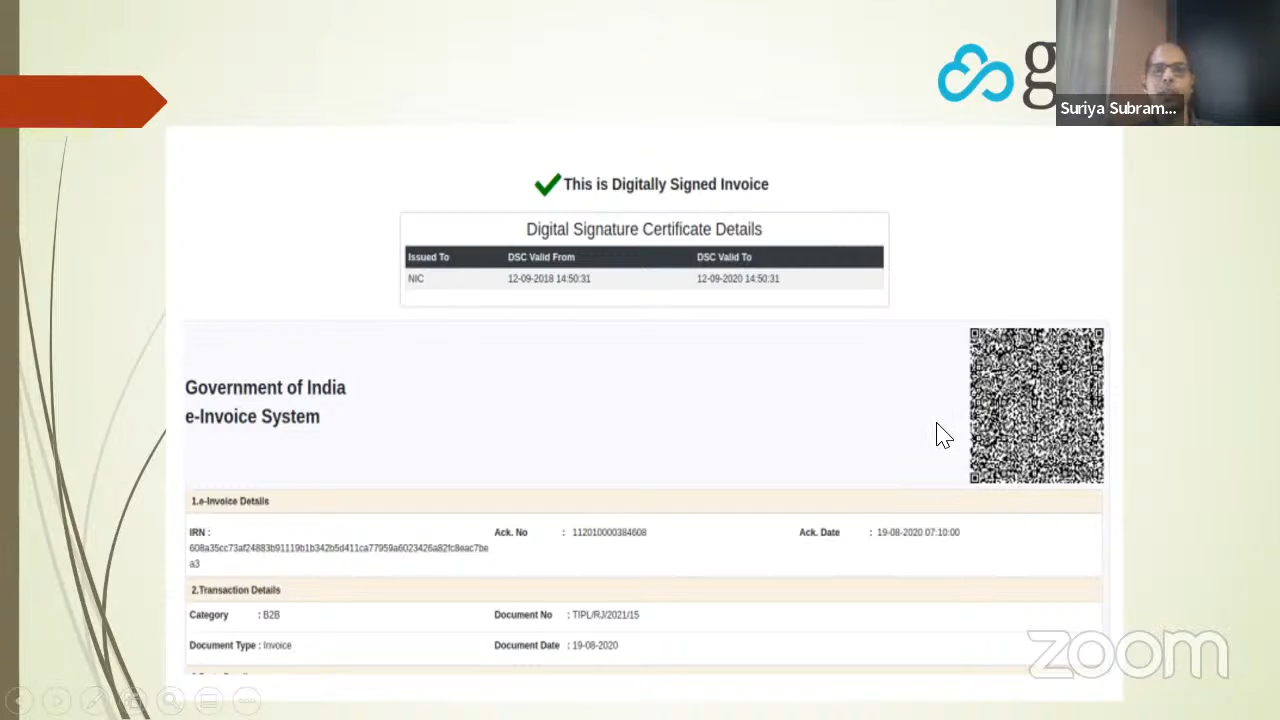 g
Suriya Subram...
This is Digitally Signed Invoice
Digital Signature Certificate Details
Issued To DSC Valid From DSC Valid To
NIC 12-09-2018 14:50:31 12-09-2020 14:50:31
Government of India
e-Invoice System
1.e-Invoice Details
IRN : Ack. No : 112010000384608 Ack. Date : 19-08-2020 07:10:00
608a35cc73af24883b91119b1b342b5d411ca77959a6023426a82fc8eac7be
a3
2.Transaction Details
Category : B2B Document No : TIPL/RJ/2021/15
Document Type : Invoice Document Date : 19-08-2020
zoom